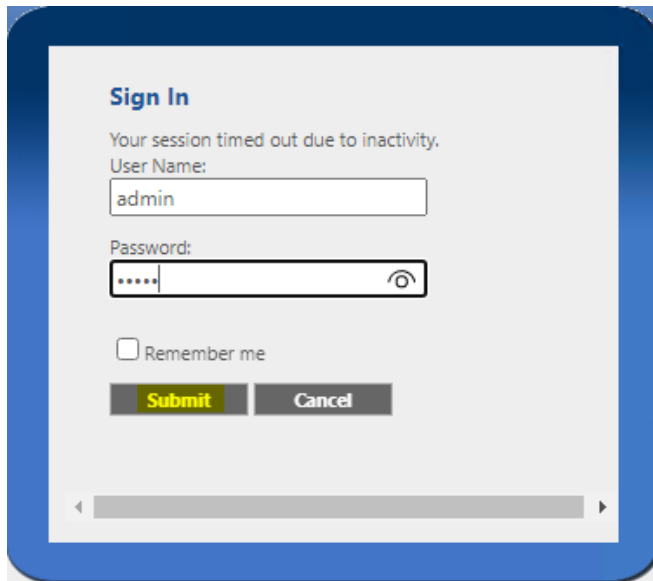 Sign In
Your session timed out due to inactivity.
User Name:
admin
Password:
•••••
Remember me
Submit Cancel